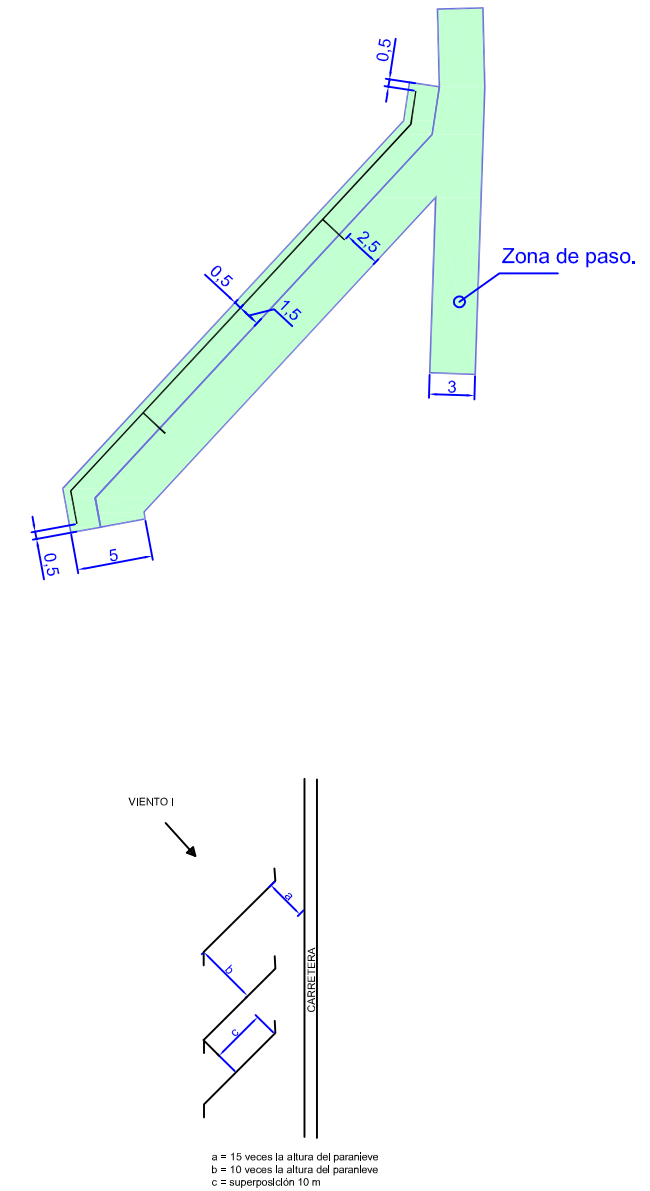 0,5
2,5
Zona de paso.
0,5
1,5
3
5
0,5
VIENTO I
a
b
CARRETERA
c
a = 15 veces la altura del paranieve
b = 10 veces la altura del paranieve
c = superposición 10 m